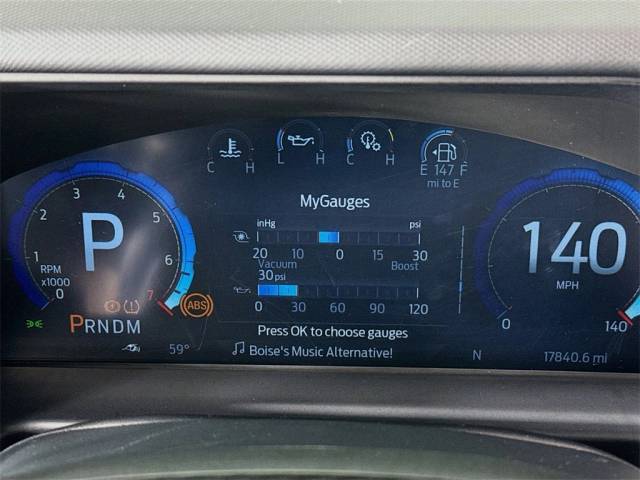 C H
L H
C H
E 147 F
mi to E
MyGauges
inHg psi
20 10 0 15 30
Vacuum Boost
30 psi
0 30 60 90 120
Press OK to choose gauges
Boise's Music Alternative!
0 1 2 3 4 5 6 7
RPM
x1000
P
ABS
PRNDM
59°
140
MPH
0 140
N 17840.6 mi